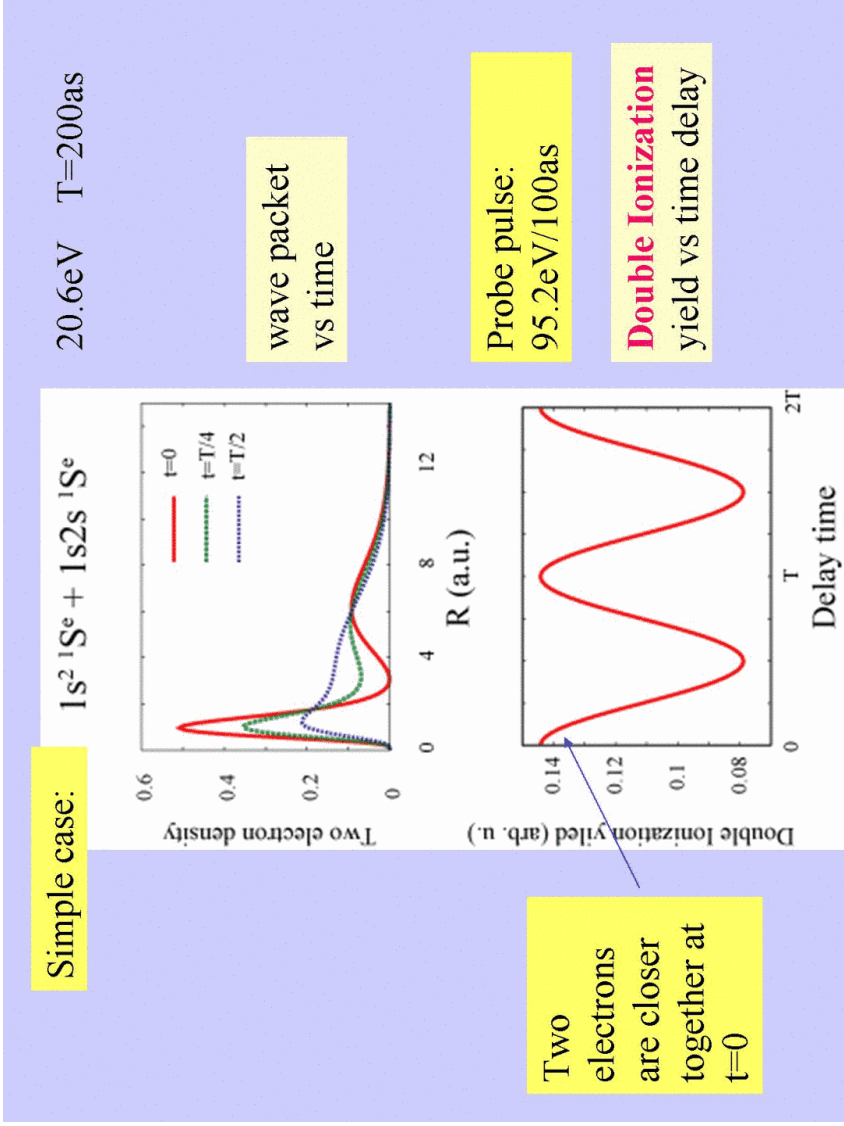 Simple case:
1s² ¹Sᵉ + 1s2s ¹Sᵉ
20.6eV T=200as
Two electron density
0.6
0.4
0.2
0
t=0
t=T/4
t=T/2
0
4
8
12
R (a.u.)
wave packet
vs time
Double Ionization yiled (arb. u.)
0.14
0.12
0.1
0.08
0
T
2T
Delay time
Probe pulse:
95.2eV/100as
Double Ionization
yield vs time delay
Two
electrons
are closer
together at
t=0